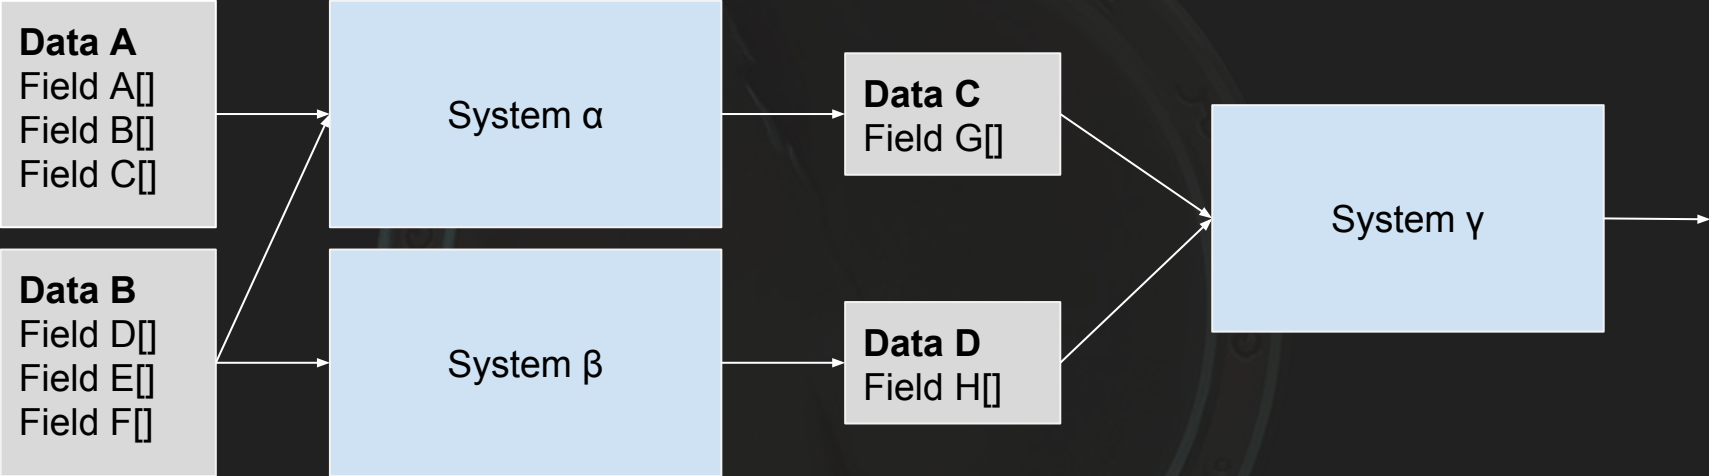 Data A
Field A[]
Field B[]
Field C[]
System α
Data B
Field D[]
Field E[]
Field F[]
System β
Data C
Field G[]
Data D
Field H[]
System γ